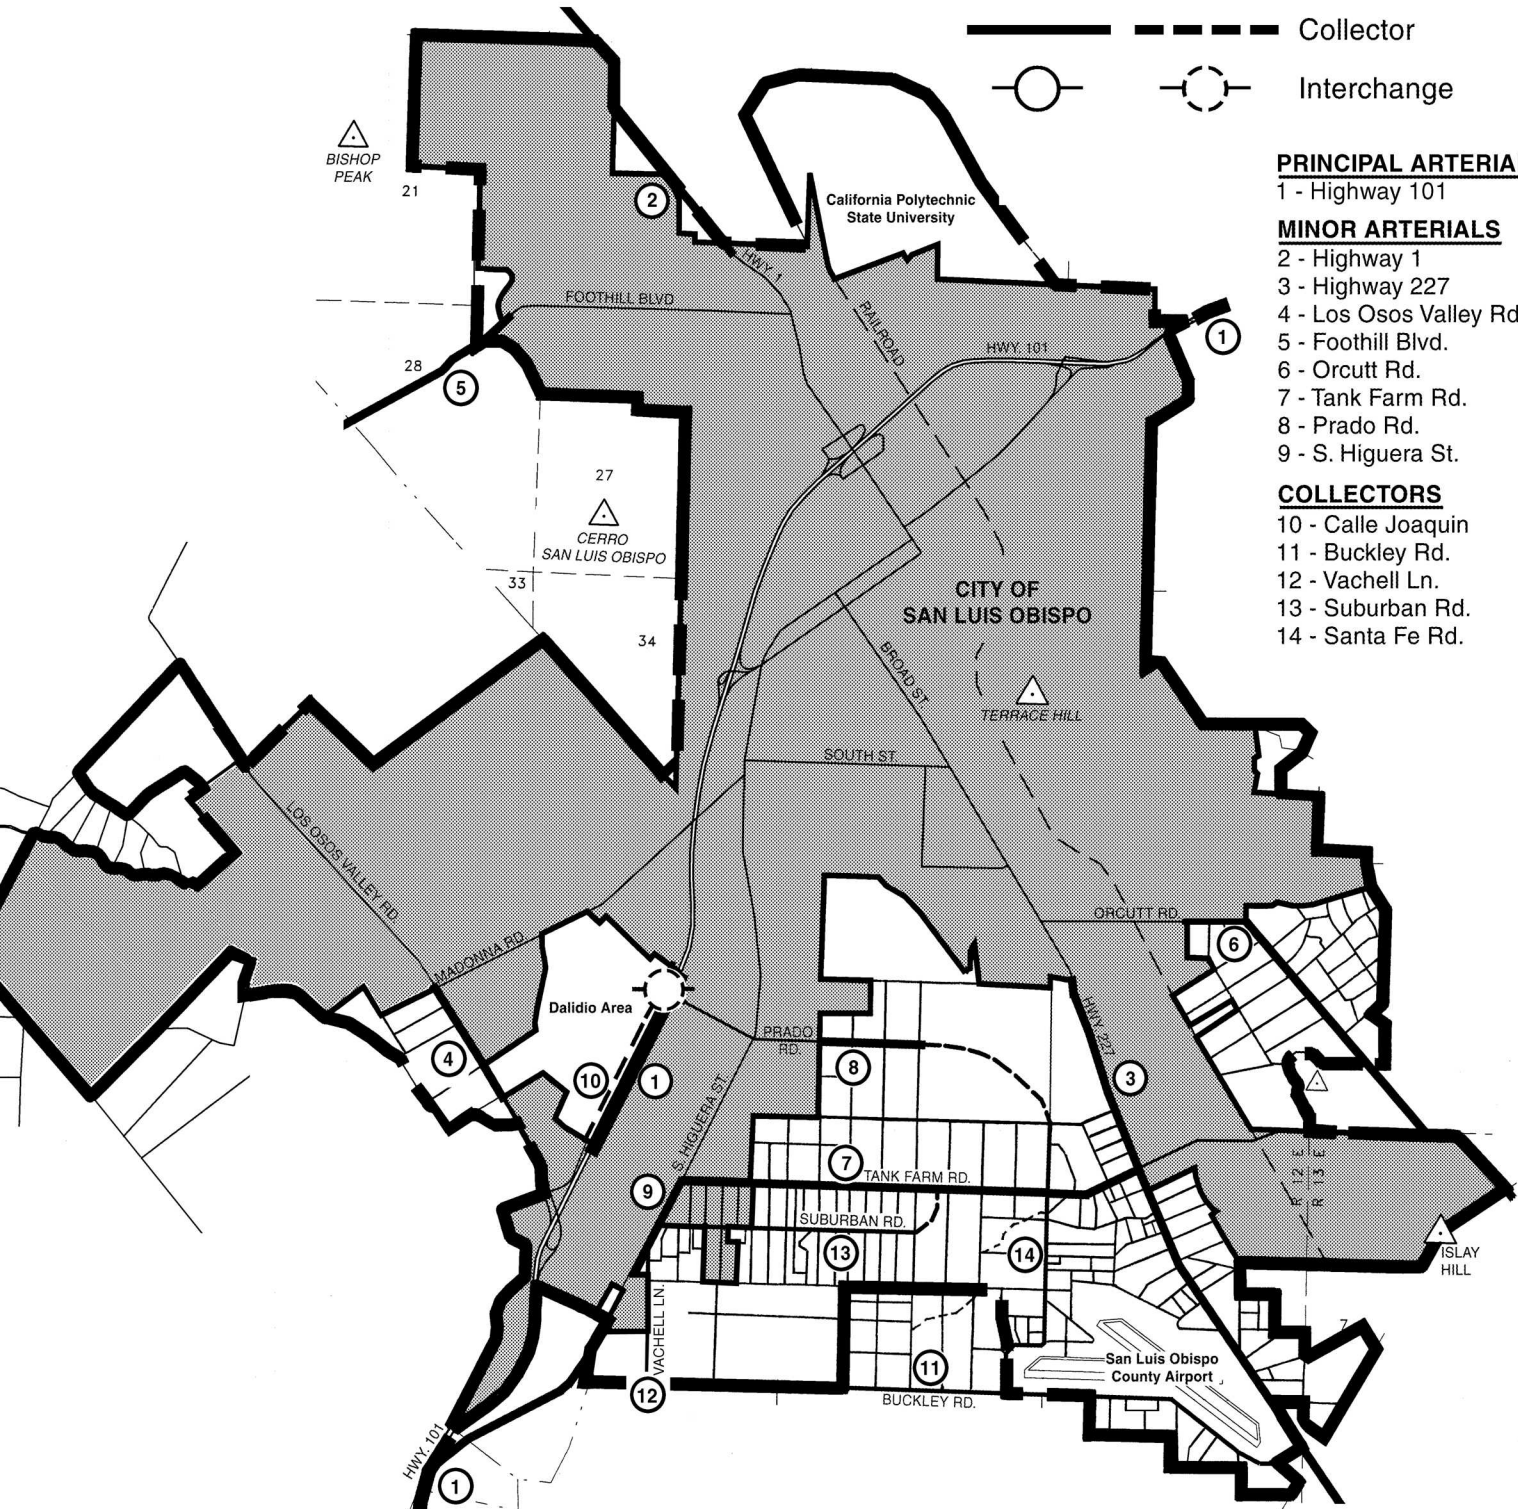 Collector
Interchange
PRINCIPAL ARTERIA
1 - Highway 101
MINOR ARTERIALS
2 - Highway 1
3 - Highway 227
4 - Los Osos Valley Rd
5 - Foothill Blvd.
6 - Orcutt Rd.
7 - Tank Farm Rd.
8 - Prado Rd.
9 - S. Higuera St.
COLLECTORS
10 - Calle Joaquin
11 - Buckley Rd.
12 - Vachell Ln.
13 - Suburban Rd.
14 - Santa Fe Rd.
BISHOP
PEAK
21
2
California Polytechnic
State University
HWY 1
FOOTHILL BLVD
RAILROAD
HWY. 101
1
28
5
27
CERRO
SAN LUIS OBISPO
33
34
CITY OF
SAN LUIS OBISPO
BROAD ST.
TERRACE HILL
SOUTH ST.
LOS OSOS VALLEY RD.
MADONNA RD.
ORCUTT RD.
6
Dalidio Area
PRADO
RD.
HWY. 227
4
10
1
8
3
S. HIGUERA ST.
7
TANK FARM RD.
9
SUBURBAN RD.
13
14
R 12 E
R 13 E
ISLAY
HILL
VACHELL LN.
7
San Luis Obispo
County Airport
11
12
BUCKLEY RD.
HWY. 101
1